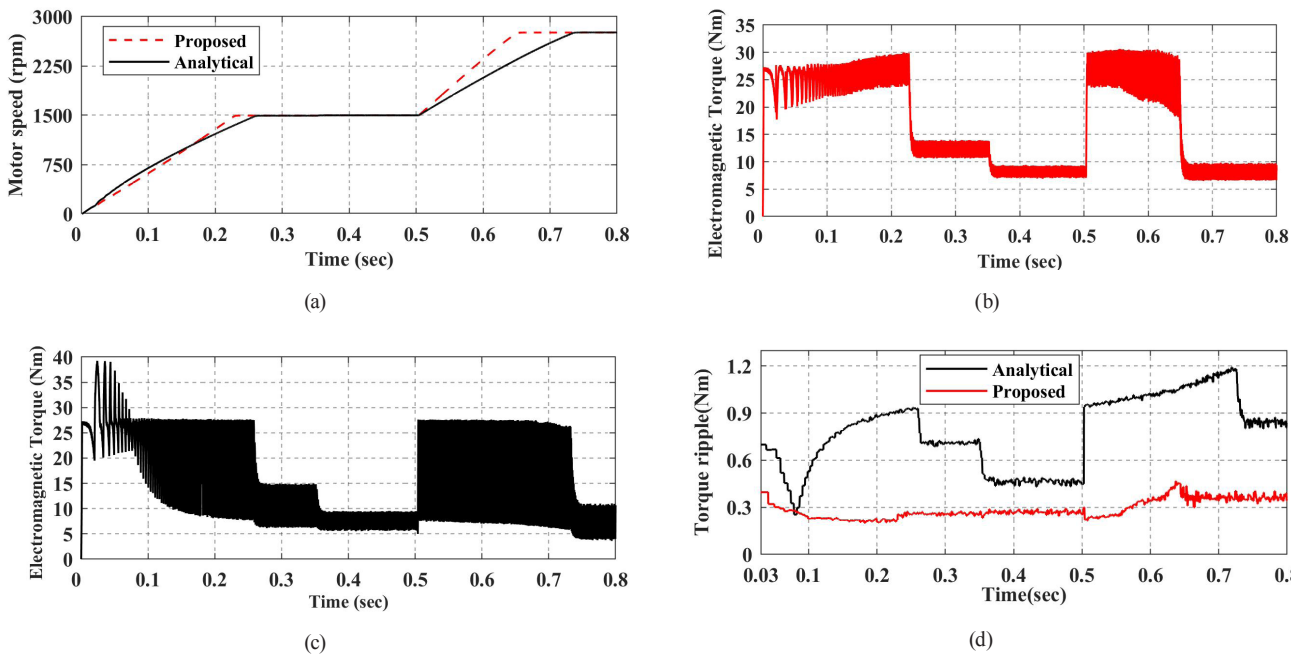 3000
2250
1500
750
0
Motor speed (rpm)
Proposed
Analytical
0 0.1 0.2 0.3 0.4 0.5 0.6 0.7 0.8
Time (sec)
(a)
35
30
25
20
15
10
5
0
Electromagnetic Torque (Nm)
0 0.1 0.2 0.3 0.4 0.5 0.6 0.7 0.8
Time (sec)
(b)
40
35
30
25
20
15
10
5
0
Electromagnetic Torque (Nm)
0 0.1 0.2 0.3 0.4 0.5 0.6 0.7 0.8
Time (sec)
(c)
1.2
0.9
0.6
0.3
0
Torque ripple(Nm)
Analytical
Proposed
0.03 0.1 0.2 0.3 0.4 0.5 0.6 0.7 0.8
Time(sec)
(d)